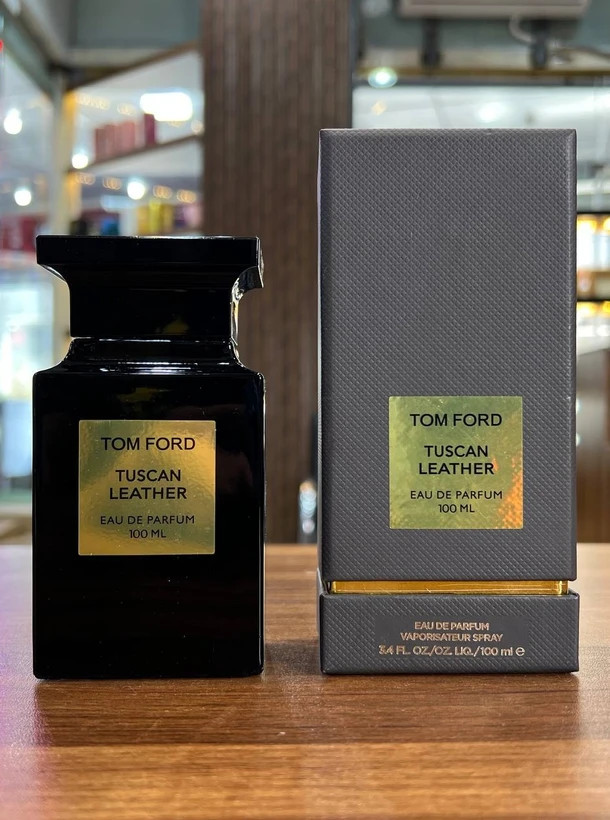 TOM FORD
TUSCAN
LEATHER
EAU DE PARFUM
100 ML
TOM FORD
TUSCAN
LEATHER
EAU DE PARFUM
100 ML
EAU DE PARFUM
VAPORISATEUR SPRAY
3.4 FL. OZ./OZ. LIQ./100 ml ℮